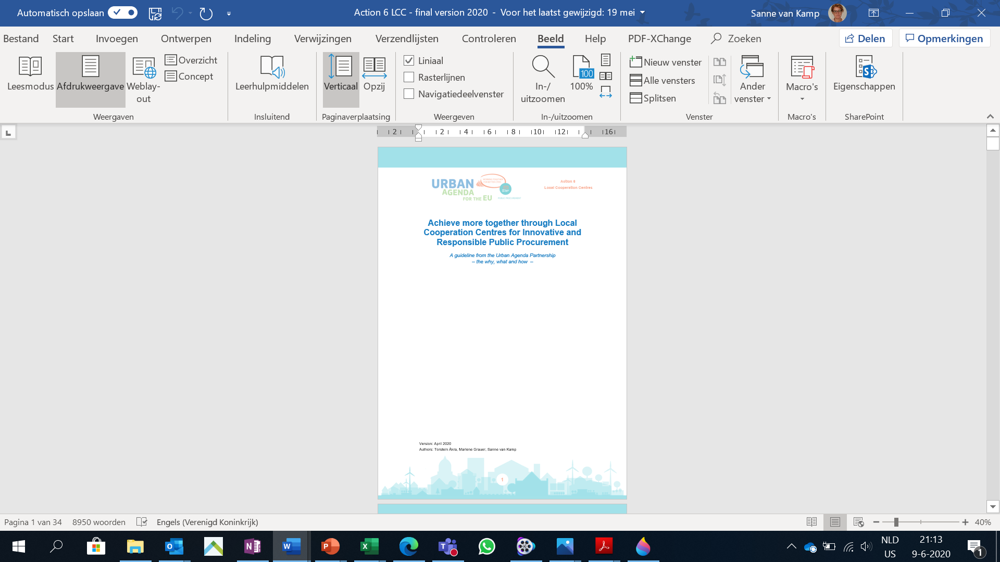 Automatisch opslaan
Action 6 LCC - final version 2020 - Voor het laatst gewijzigd: 19 mei
Sanne van Kamp
Bestand Start Invoegen Ontwerpen Indeling Verwijzingen Verzendlijsten Controleren Beeld Help PDF-XChange Zoeken
Delen Opmerkingen
Leesmodus
Afdrukweergave
Weblay-
out
Overzicht
Concept
Weergaven
Leerhulpmiddelen
Insluitend
Verticaal
Opzij
Paginaverplaatsing
Liniaal
Rasterlijnen
Navigatiedeelvenster
Weergeven
In-/
uitzoomen
100
100%
In-/uitzoomen
Nieuw venster
Alle vensters
Splitsen
Ander
venster
Venster
Macro's
Macro's
Eigenschappen
SharePoint
2 2 4 6 8 10 12 16
URBAN
AGENDA
FOR THE EU
PUBLIC PROCUREMENT
Action 6
Local Cooperation Centres
Achieve more together through Local
Cooperation Centres for Innovative and
Responsible Public Procurement
A guideline from the Urban Agenda Partnership
– the why, what and how –
Version: April 2020
Authors: Torstein Åkra, Marlene Grauer, Sanne van Kamp
1
Pagina 1 van 34 8950 woorden Engels (Verenigd Koninkrijk)
40%
NLD
US
21:13
9-6-2020
1